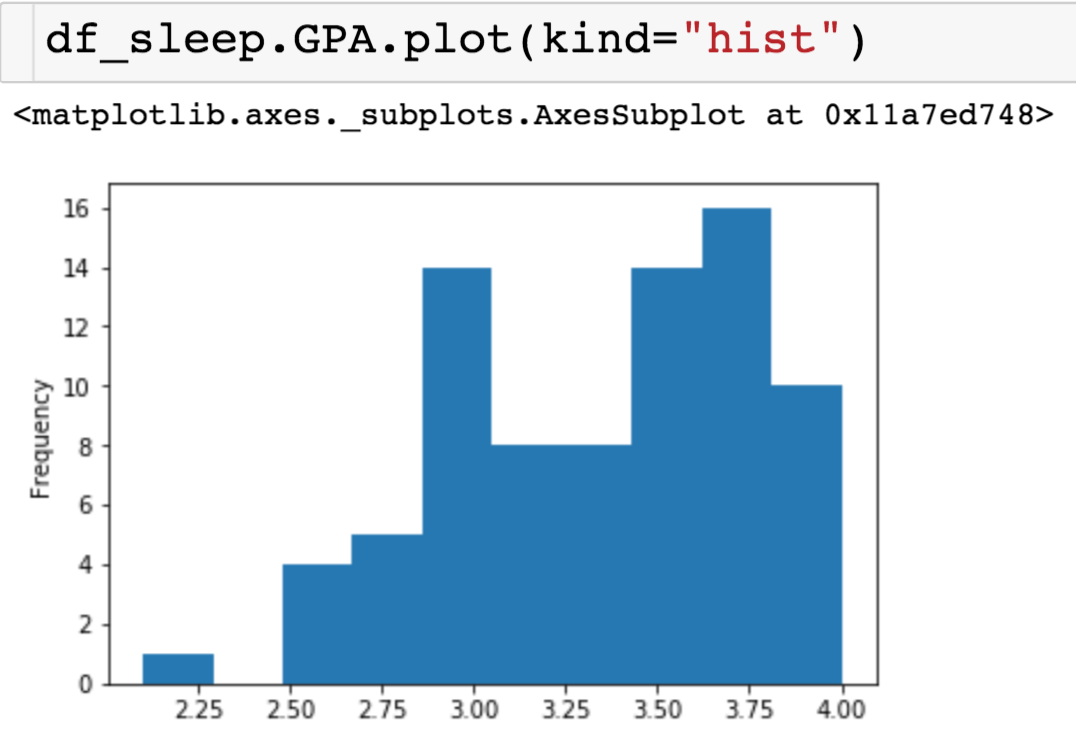 df_sleep.GPA.plot(kind="hist")
<matplotlib.axes._subplots.AxesSubplot at 0x11a7ed748>
16
14
12
10
8
6
4
2
0
Frequency
2.25 2.50 2.75 3.00 3.25 3.50 3.75 4.00